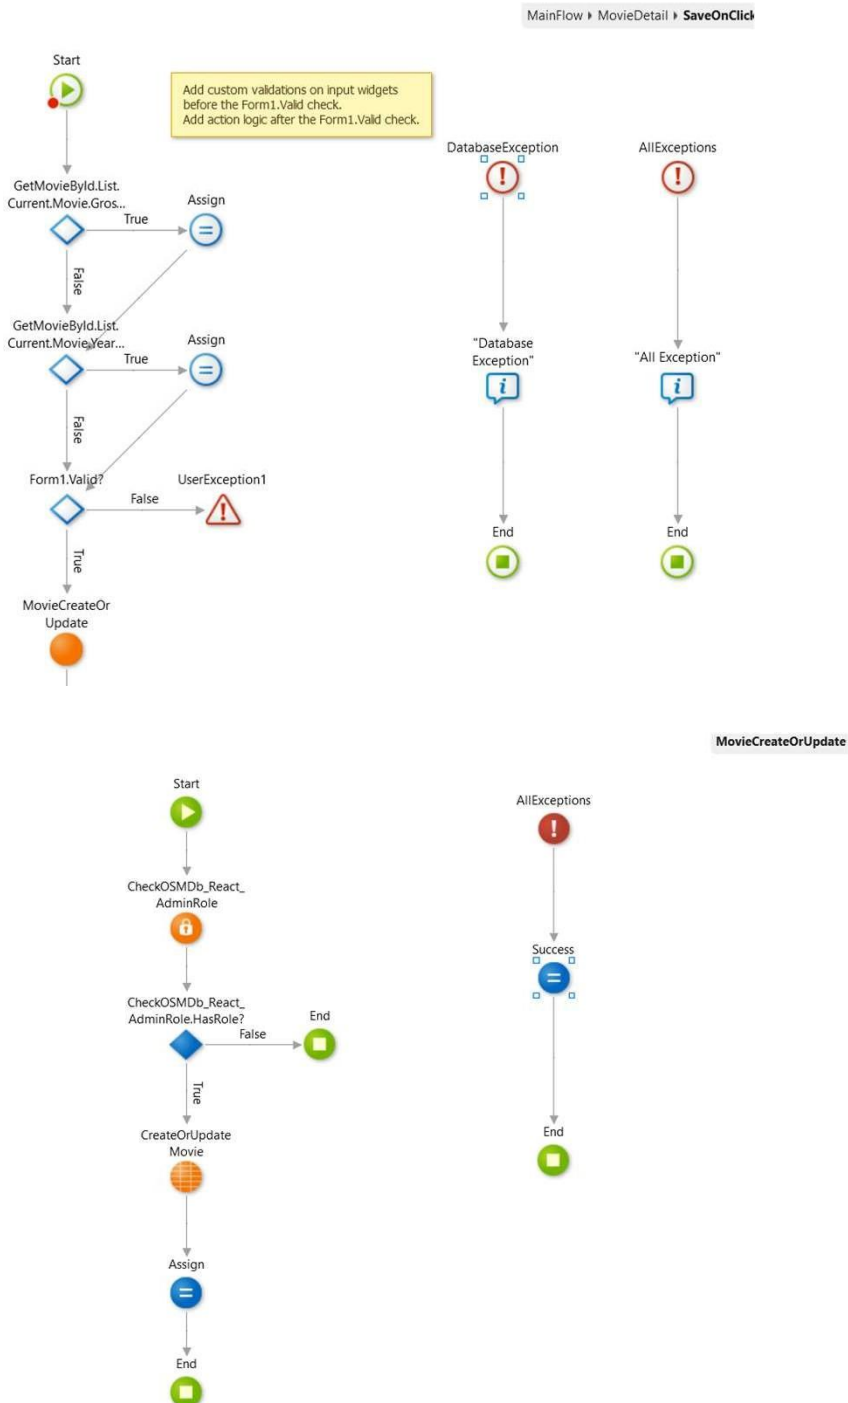 MainFlow ▸ MovieDetail ▸ SaveOnClick
Start
Add custom validations on input widgets
before the Form1.Valid check.
Add action logic after the Form1.Valid check.
GetMovieById.List.
Current.Movie.Gros...
True
Assign
False
GetMovieById.List.
Current.Movie.Year...
True
Assign
False
Form1.Valid?
False
UserException1
True
MovieCreateOr
Update
DatabaseException
"Database
Exception"
End
AllExceptions
"All Exception"
End
MovieCreateOrUpdate
Start
CheckOSMDb_React_
AdminRole
CheckOSMDb_React_
AdminRole.HasRole?
False
End
True
CreateOrUpdate
Movie
Assign
End
AllExceptions
Success
End